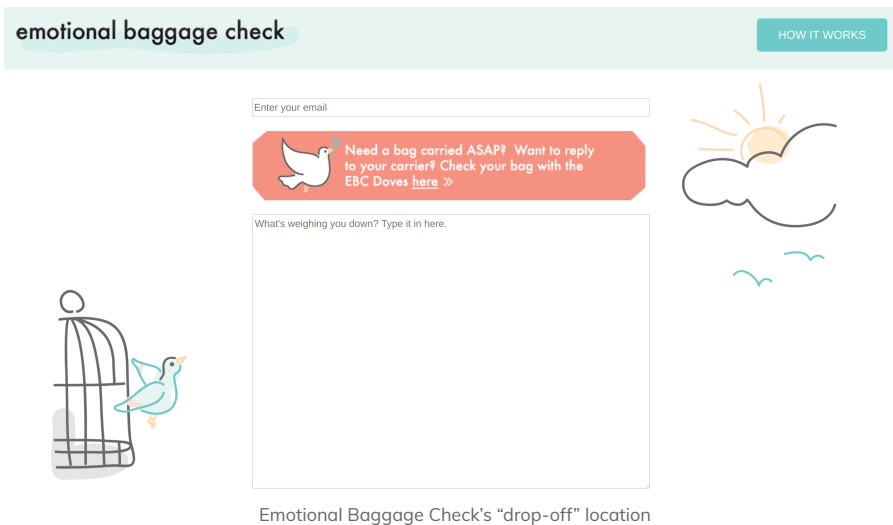 emotional baggage check
HOW IT WORKS
Enter your email
Need a bag carried ASAP? Want to reply
to your carrier? Check your bag with the
EBC Doves here »
What's weighing you down? Type it in here.
Emotional Baggage Check’s “drop-off” location